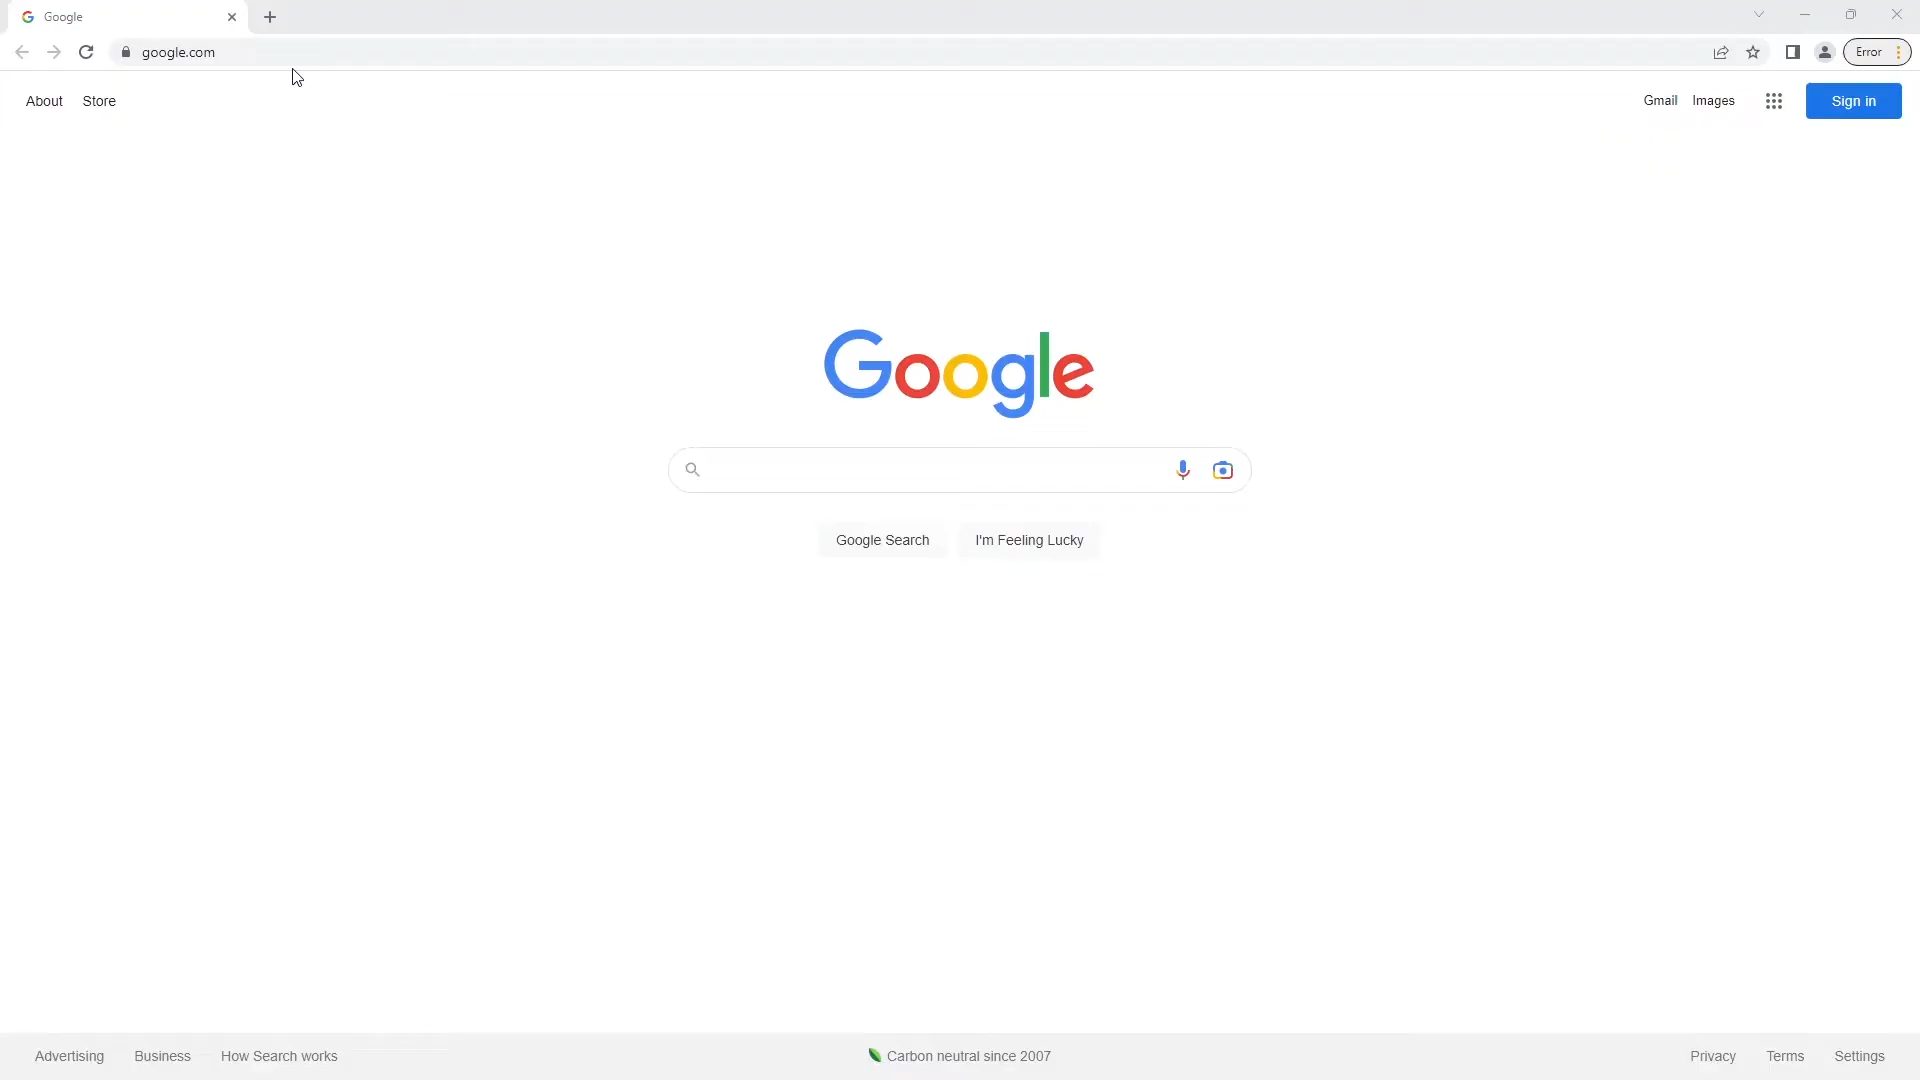 Google
google.com
Error
About Store
Gmail Images
Sign in
Google
Google Search
I'm Feeling Lucky
Advertising Business How Search works
Carbon neutral since 2007
Privacy Terms Settings